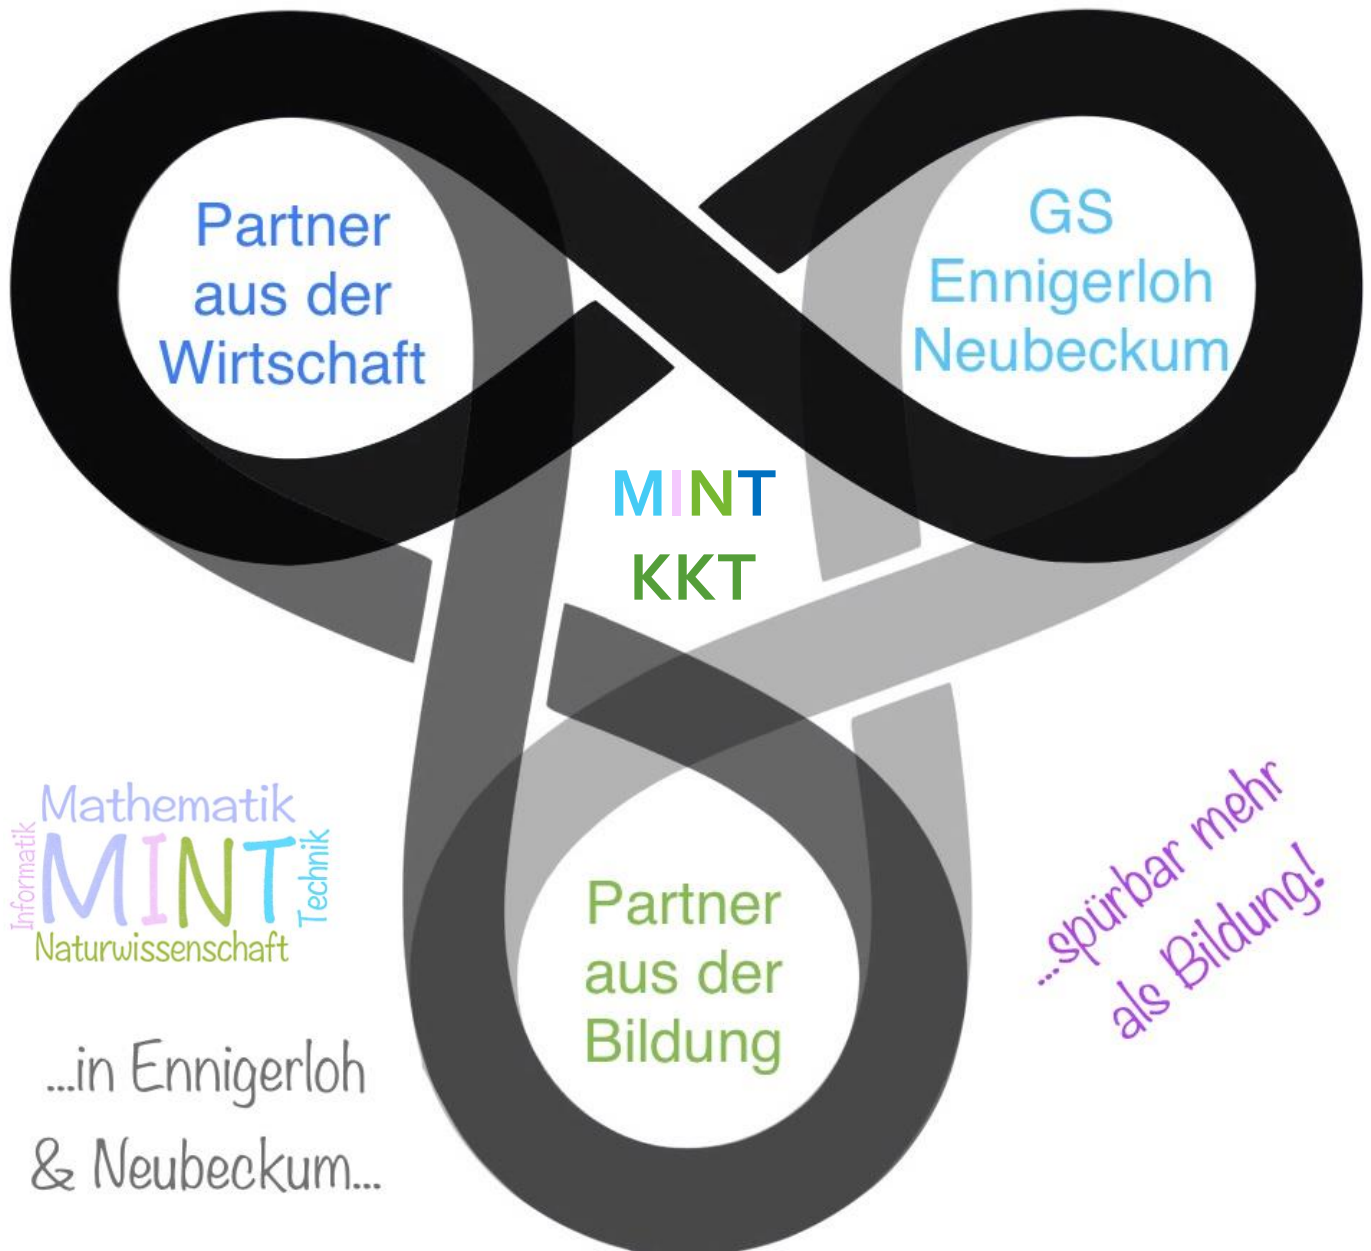 Partner
aus der
Wirtschaft
GS
Ennigerloh
Neubeckum
MINT
KKT
Mathematik
Informatik
MINT
Technik
Naturwissenschaft
Partner
aus der
Bildung
...spürbar mehr
als Bildung!
...in Ennigerloh
& Neubeckum...